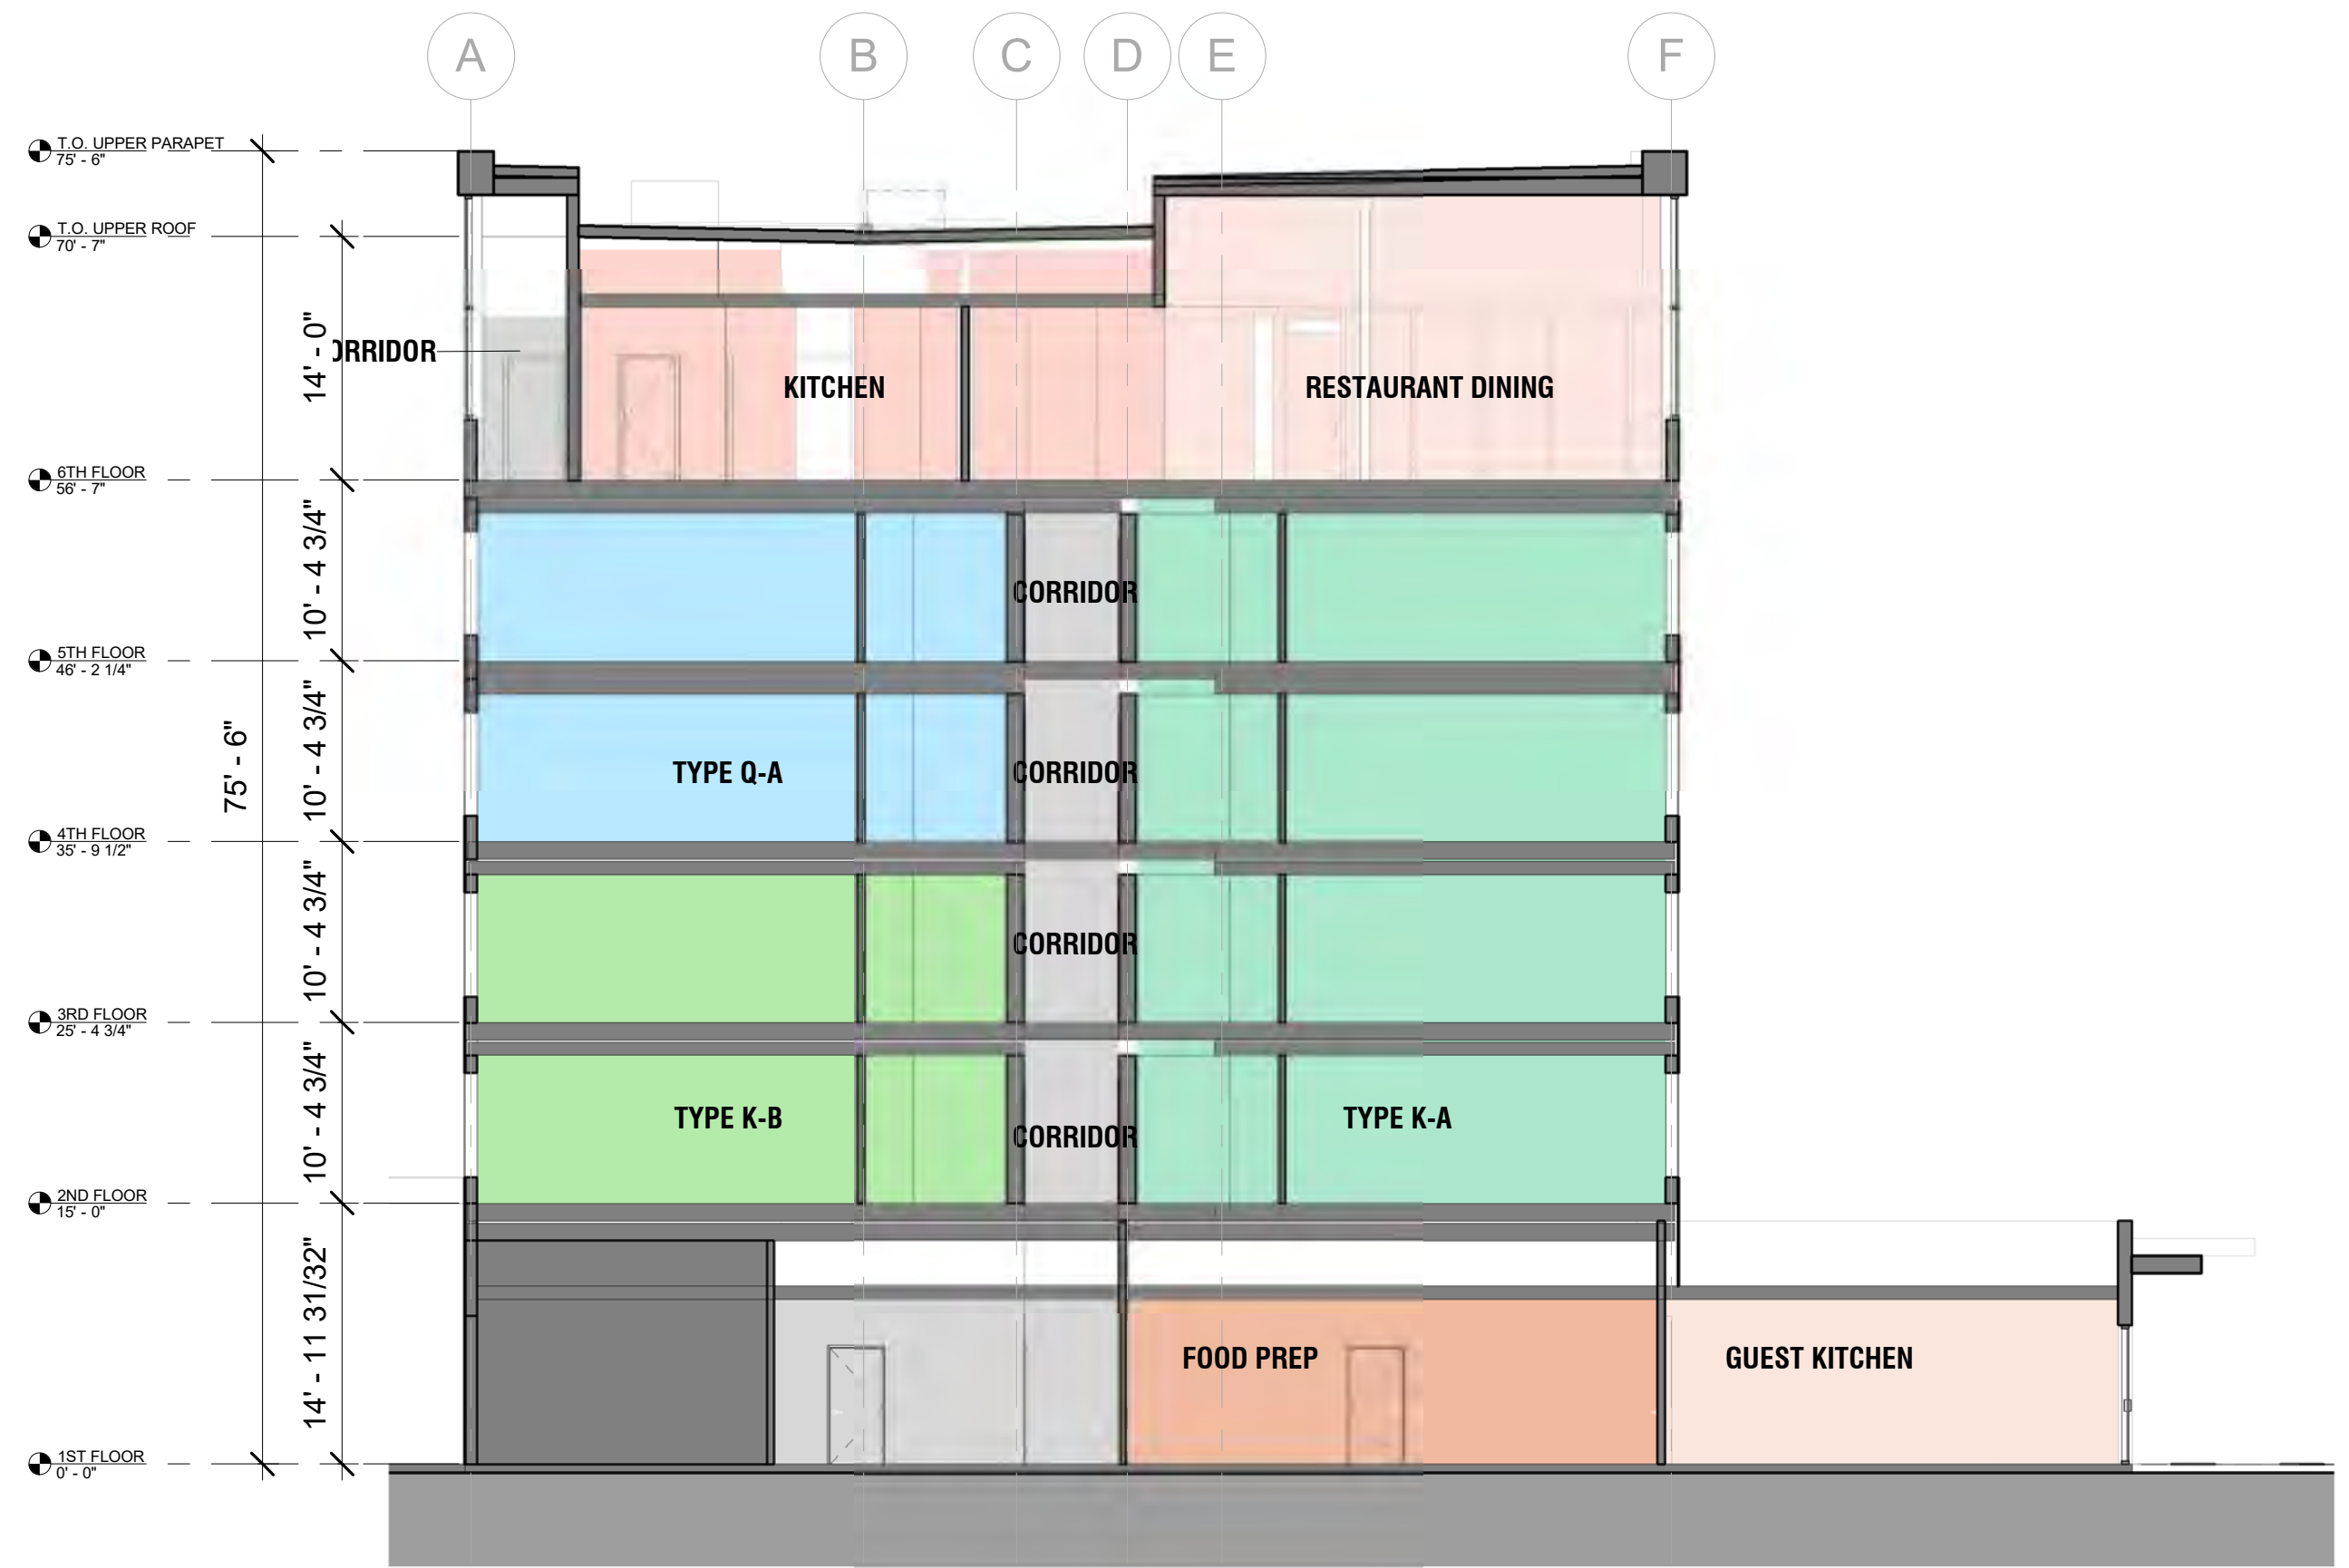 A B C D E F
T.O. UPPER PARAPET
75' - 6"
T.O. UPPER ROOF
70' - 7"
14' - 0"
ORRIDOR
KITCHEN
RESTAURANT DINING
6TH FLOOR
56' - 7"
10' - 4 3/4"
CORRIDOR
5TH FLOOR
46' - 2 1/4"
75' - 6"
10' - 4 3/4"
TYPE Q-A
CORRIDOR
4TH FLOOR
35' - 9 1/2"
10' - 4 3/4"
CORRIDOR
3RD FLOOR
25' - 4 3/4"
10' - 4 3/4"
TYPE K-B
CORRIDOR
TYPE K-A
2ND FLOOR
15' - 0"
14' - 11 31/32"
FOOD PREP
GUEST KITCHEN
1ST FLOOR
0' - 0"